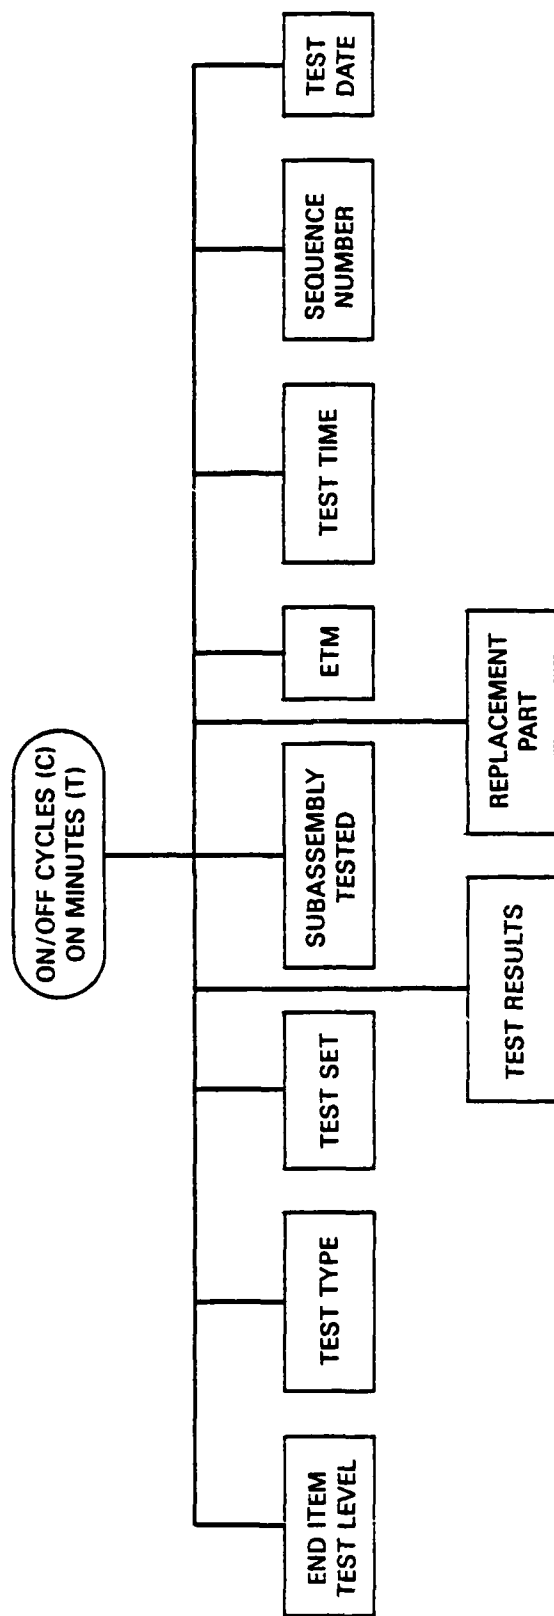 ON/OFF CYCLES (C)
ON MINUTES (T)
END ITEM
TEST LEVEL
TEST TYPE
TEST SET
SUBASSEMBLY
TESTED
ETM
TEST TIME
SEQUENCE
NUMBER
TEST
DATE
TEST RESULTS
REPLACEMENT
PART